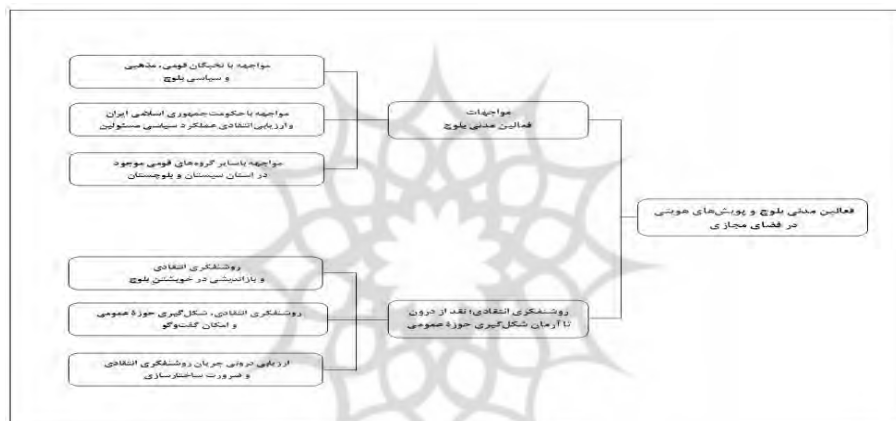 فعالین مدنی بلوچ و پویش‌های هویتی
در فضای مجازی
مواجهات
فعالین مدنی بلوچ
مواجهه با نخبگان قومی، مذهبی
و سیاسی بلوچ
مواجهه با حکومت جمهوری اسلامی ایران
و ارزیابی انتقادی عملکرد سیاسی مسئولین
مواجهه با سایر گروه‌های قومی موجود
در استان سیستان و بلوچستان
روشنفکری انتقادی؛ نقد از درون
تا آرمان شکل‌گیری حوزهٔ عمومی
روشنفکری انتقادی
و بازاندیشی در خویشتن بلوچ
روشنفکری انتقادی، شکل‌گیری حوزهٔ عمومی
و امکان گفت‌وگو
ارزیابی درونی جریان روشنفکری انتقادی
و ضرورت ساختارسازی